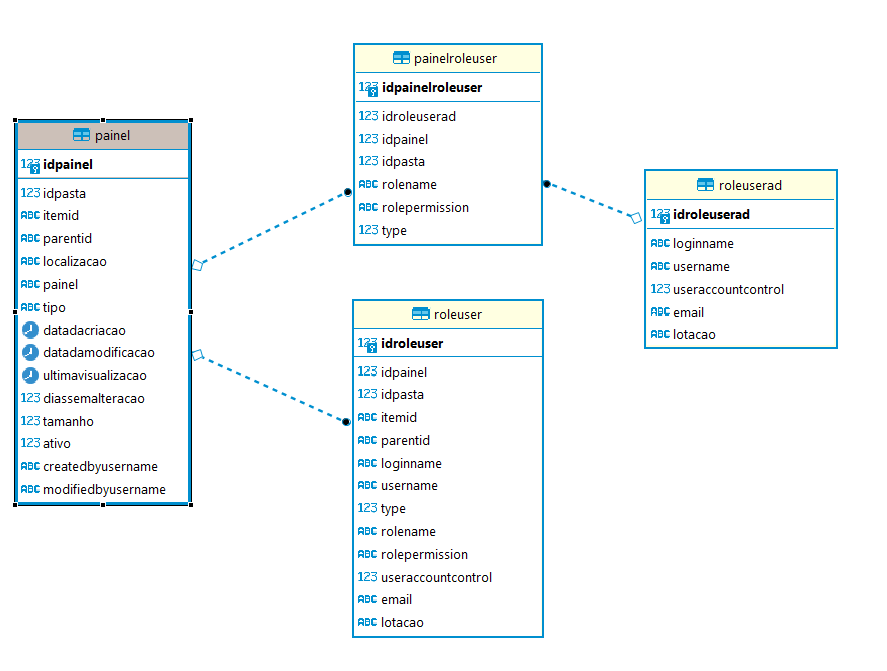 painel
123 idpainel
123 idpasta
ABC itemid
ABC parentid
ABC localizacao
ABC painel
ABC tipo
datadacriacao
datadamodificacao
ultimavisualizacao
123 diassemalteracao
123 tamanho
123 ativo
ABC createdbyusername
ABC modifiedbyusername
painelroleuser
123 idpainelroleuser
123 idroleuserad
123 idpainel
123 idpasta
ABC rolename
ABC rolepermission
123 type
roleuser
123 idroleuser
123 idpainel
123 idpasta
ABC itemid
ABC parentid
ABC loginname
ABC username
123 type
ABC rolename
ABC rolepermission
123 useraccountcontrol
ABC email
ABC lotacao
roleuserad
123 idroleuserad
ABC loginname
ABC username
123 useraccountcontrol
ABC email
ABC lotacao